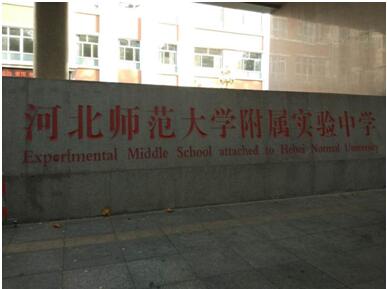 河北师范大学附属实验中学
Experimental Middle School attached to Hebei Normal University